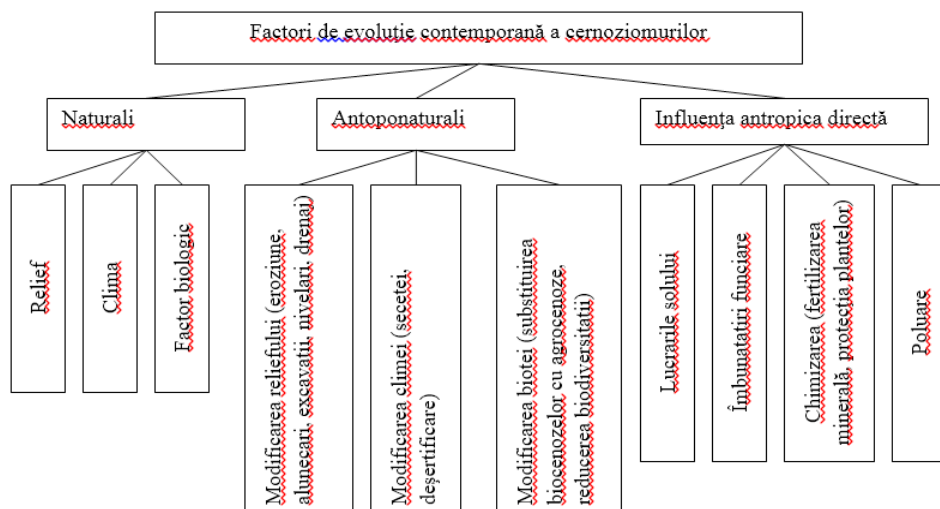 Factori de evoluție contemporană a cernoziomurilor
Naturali
Antoponaturali
Influența antropica directă
Relief
Clima
Factor biologic
Modificarea reliefului (eroziune,
alunecari, excavatii, nivelari, drenaj)
Modificarea climei (secetei,
deșertificare)
Modificarea biotei (substituirea
biocenozelor cu agrocenoze,
reducerea biodiversitatii)
Lucrarile solului
Îmbunatatiri funciare
Chimizarea (fertilizarea
minerală, protectia plantelor)
Poluare